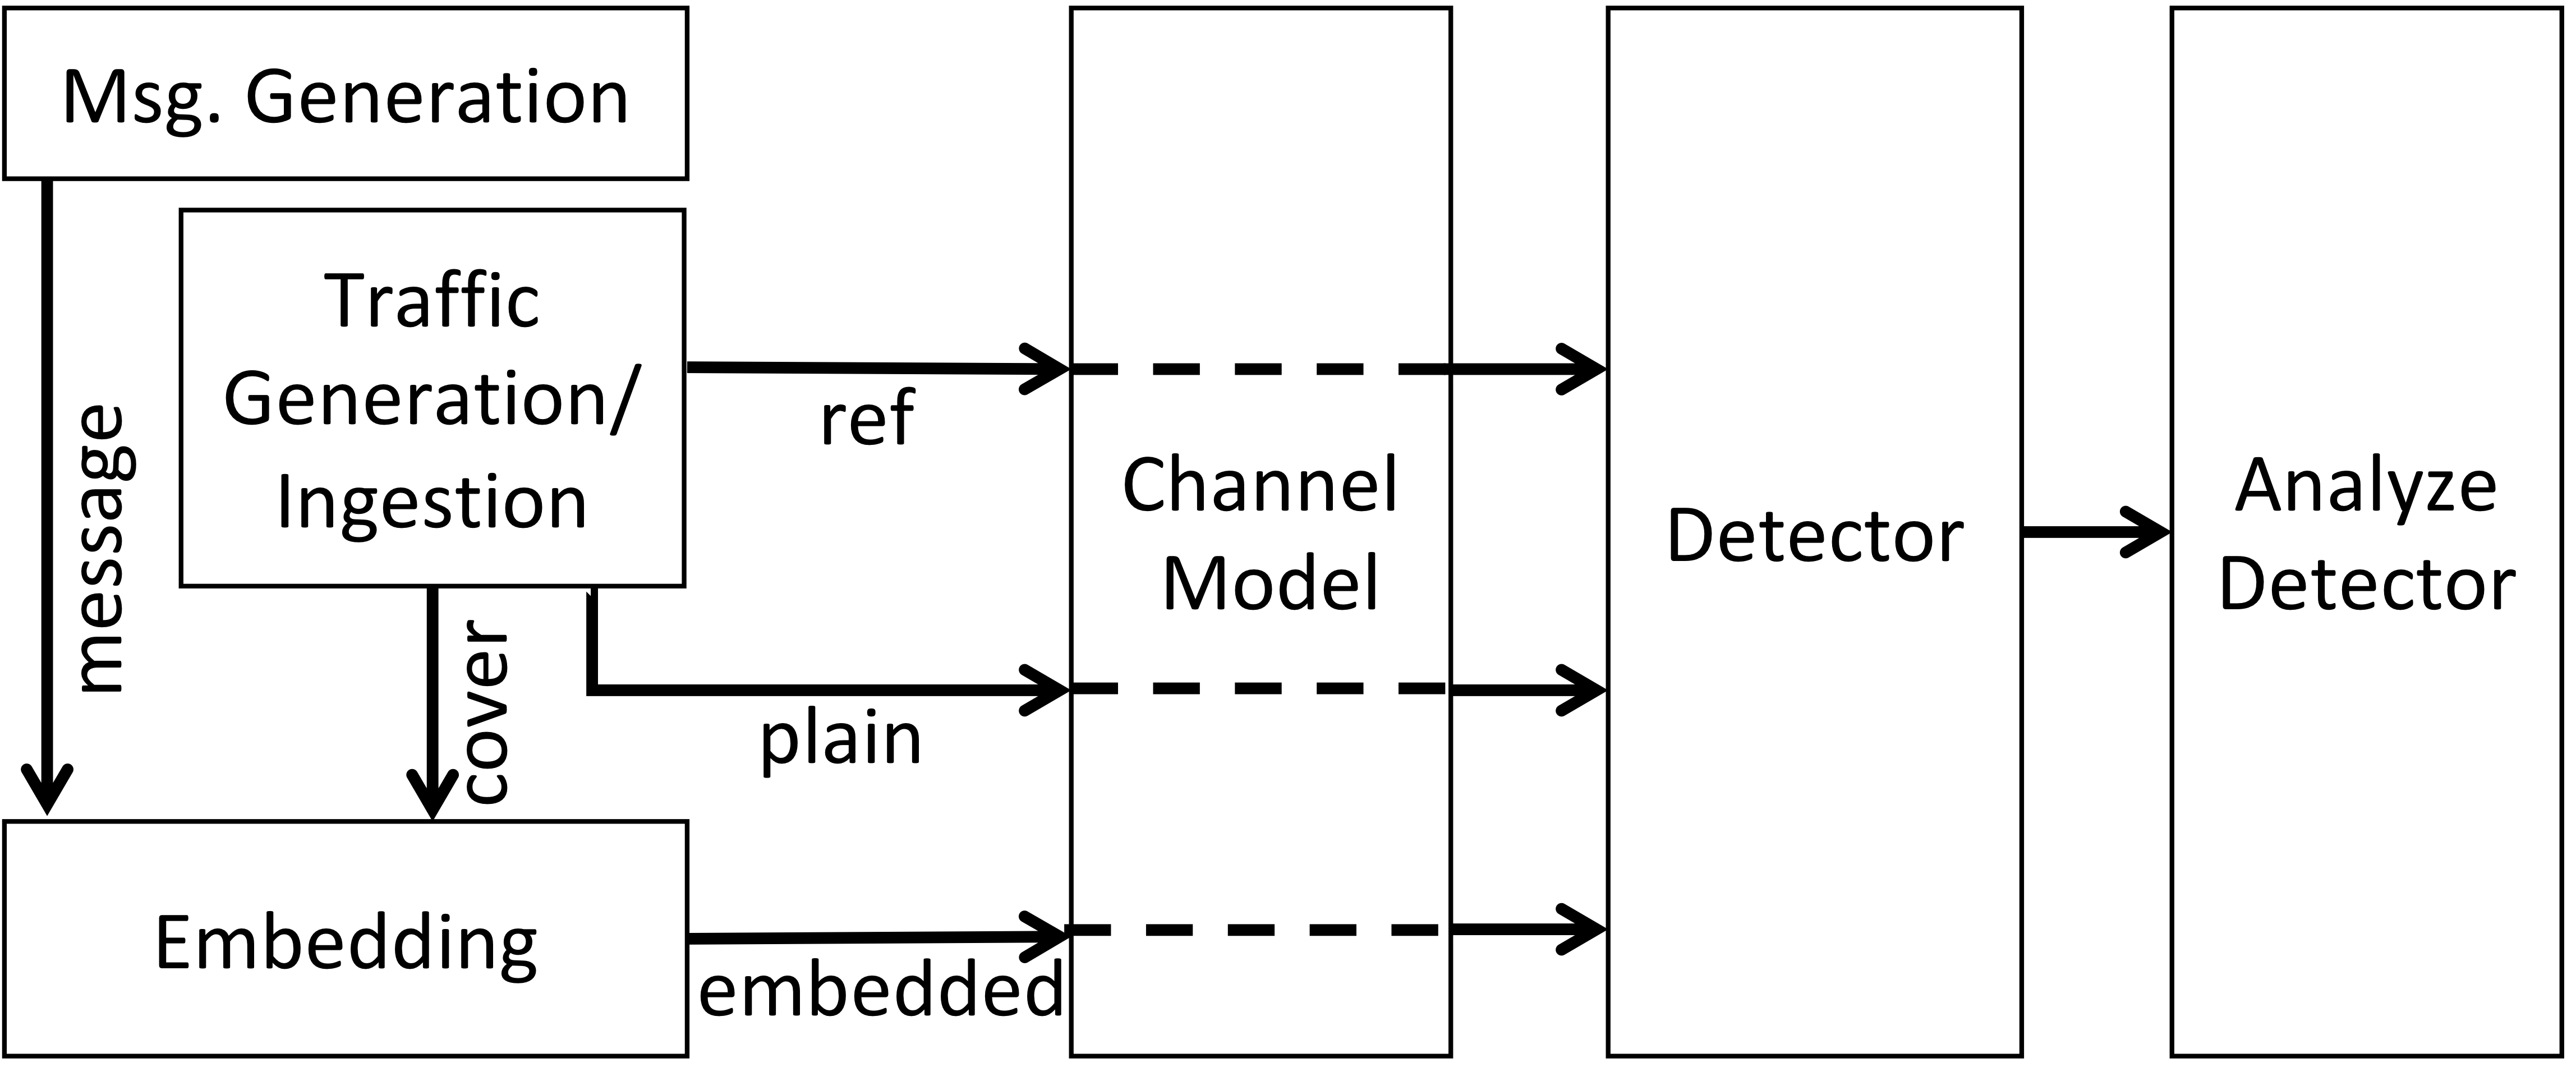 Msg. Generation
Traffic
Generation/
Ingestion
message
cover
ref
plain
Embedding
embedded
Channel
Model
Detector
Analyze
Detector